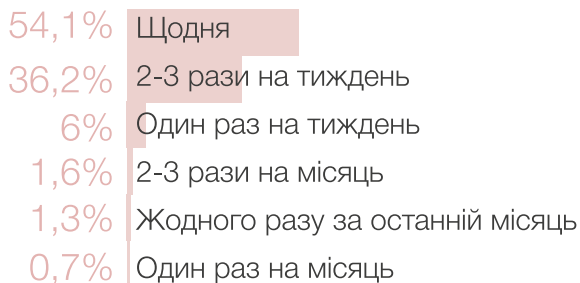 54,1% Щодня
36,2% 2-3 рази на тиждень
6% Один раз на тиждень
1,6% 2-3 рази на місяць
1,3% Жодного разу за останній місяць
0,7% Один раз на місяць